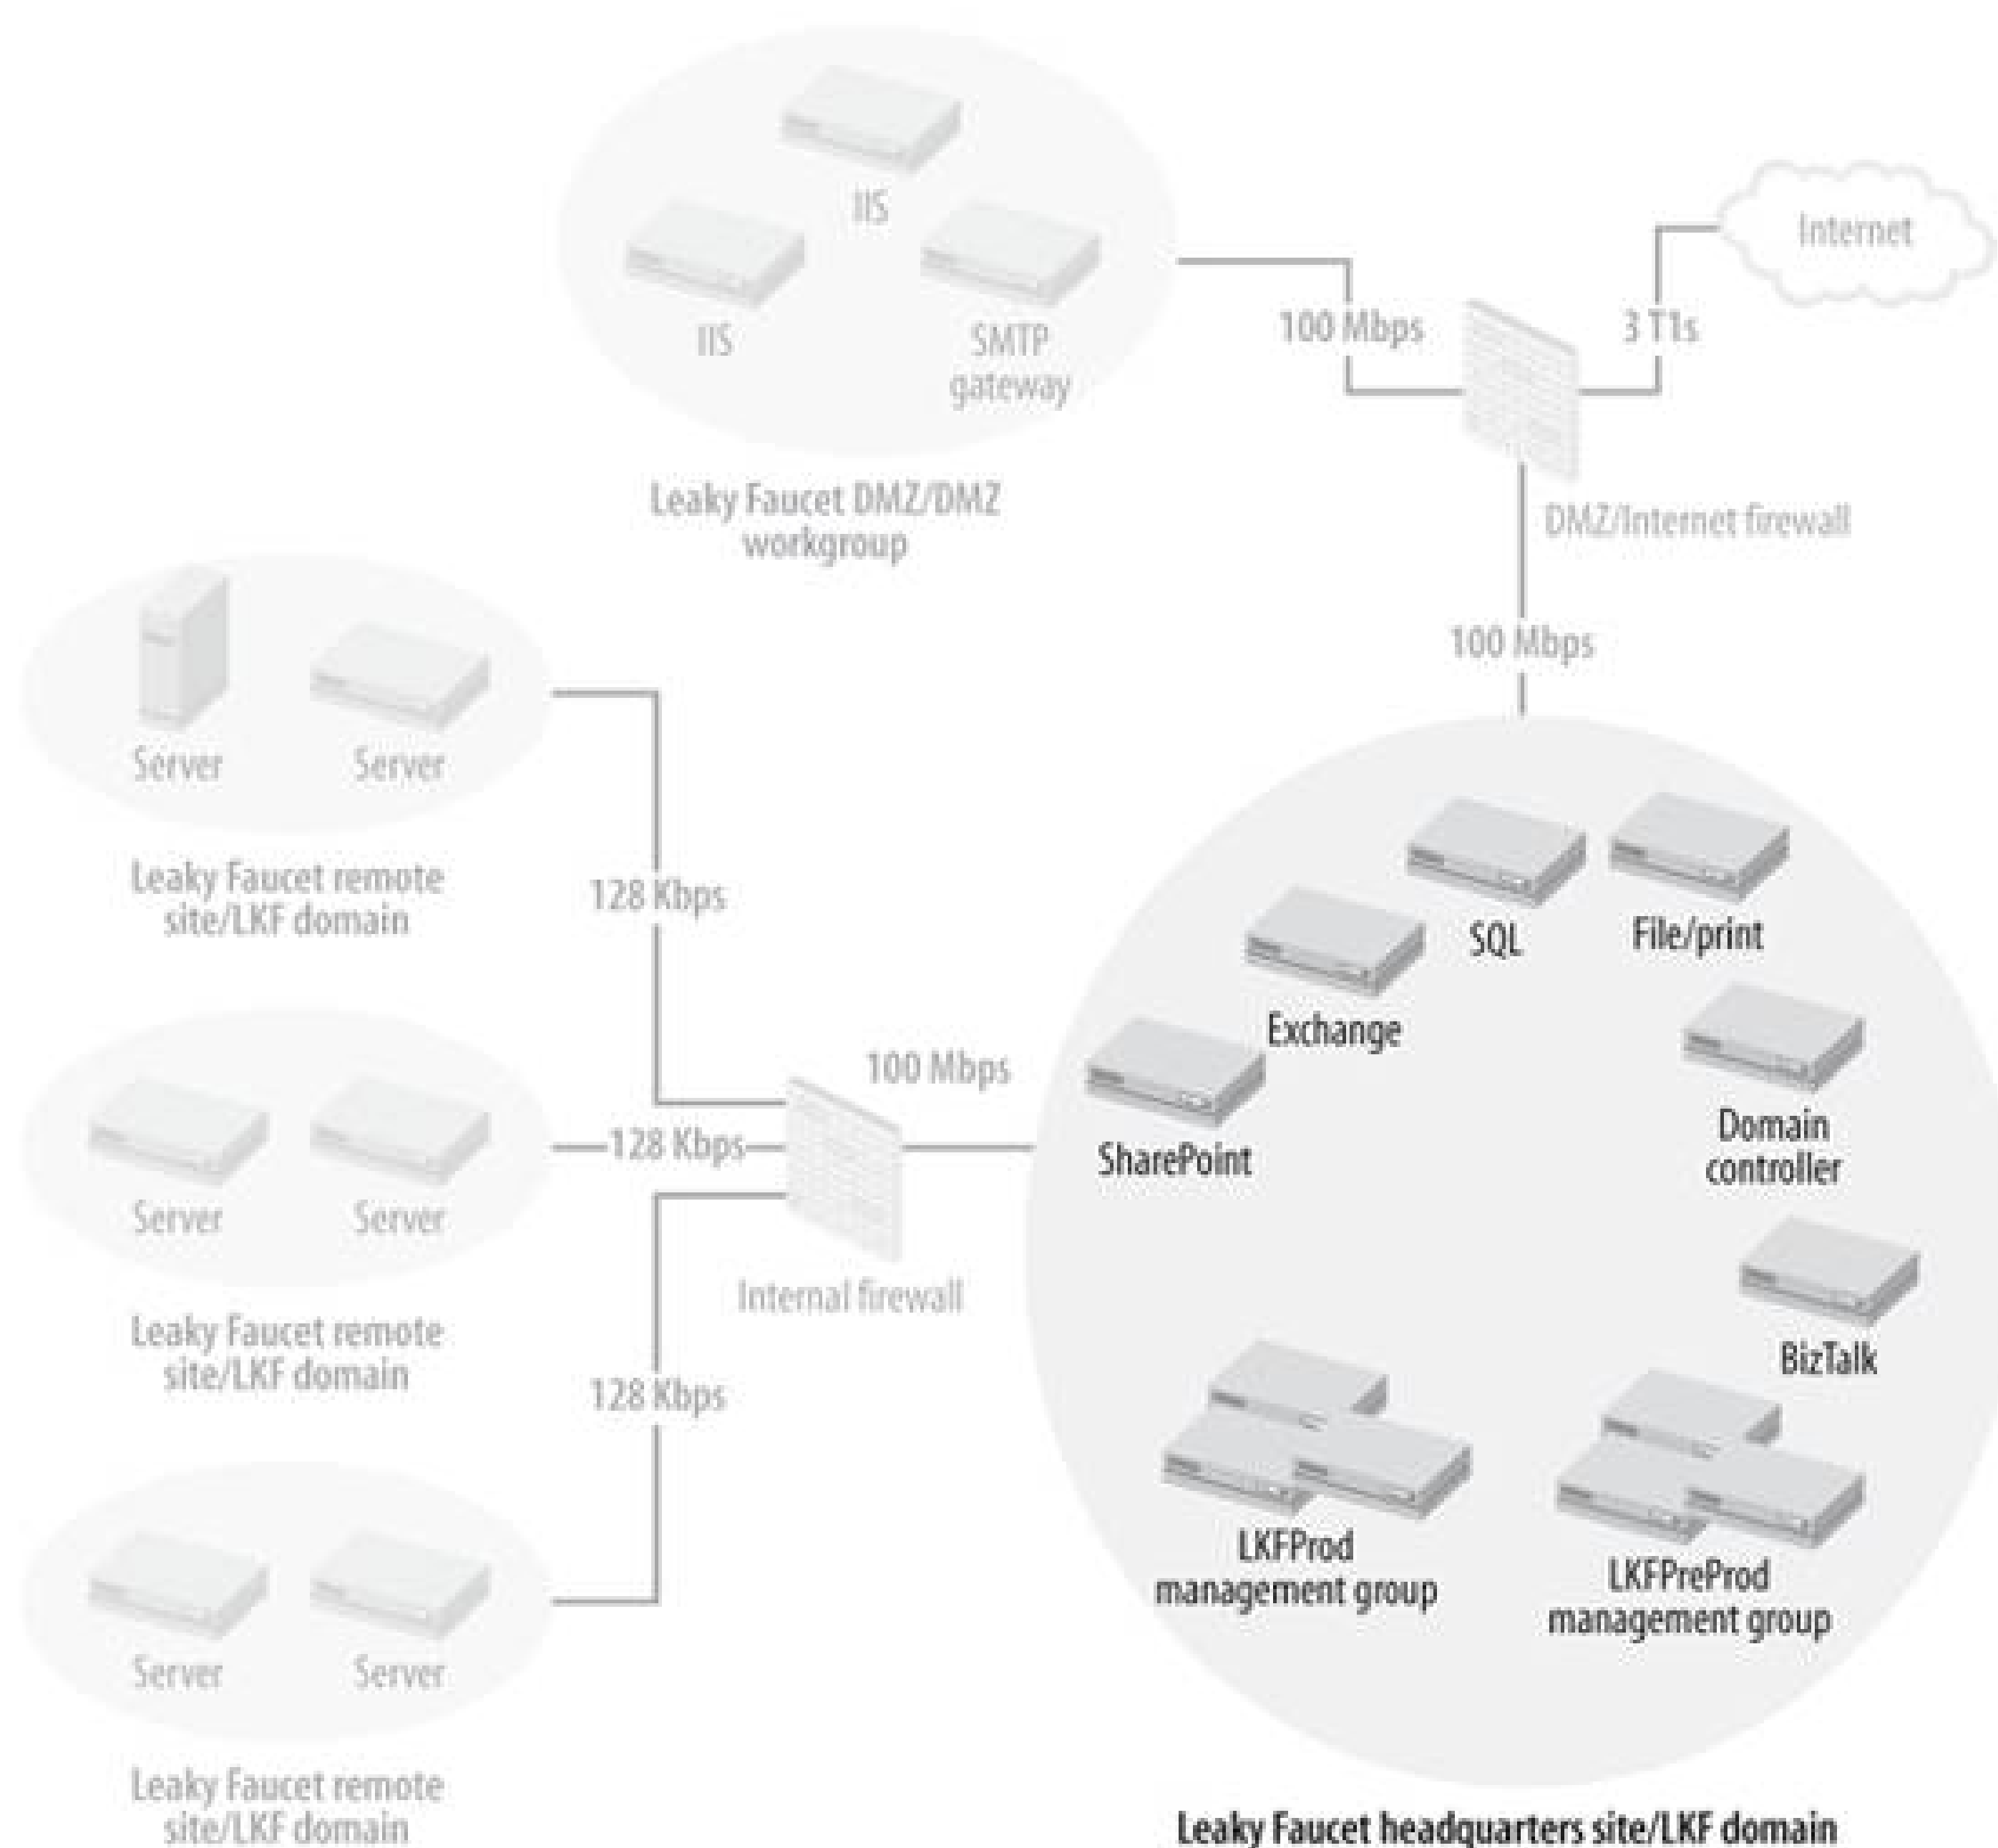 IIS
Internet
IIS
SMTP
gateway
100 Mbps
3 T1s
Leaky Faucet DMZ/DMZ
workgroup
DMZ/Internet firewall
100 Mbps
Server
Server
Leaky Faucet remote
site/LKF domain
128 Kbps
SQL
File/print
Exchange
100 Mbps
Domain
controller
128 Kbps
SharePoint
Server
Server
Internal firewall
Leaky Faucet remote
site/LKF domain
BizTalk
128 Kbps
LKFProd
management group
LKFPreProd
management group
Server
Server
Leaky Faucet remote
site/LKF domain
Leaky Faucet headquarters site/LKF domain